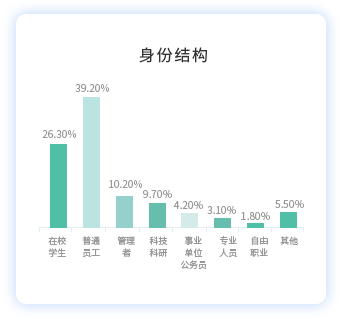 身份结构
39.20%
26.30%
10.20%
9.70%
4.20%
3.10%
1.80%
5.50%
在校
学生
普通
员工
管理
者
科技
科研
事业
单位
公务员
专业
人员
自由
职业
其他